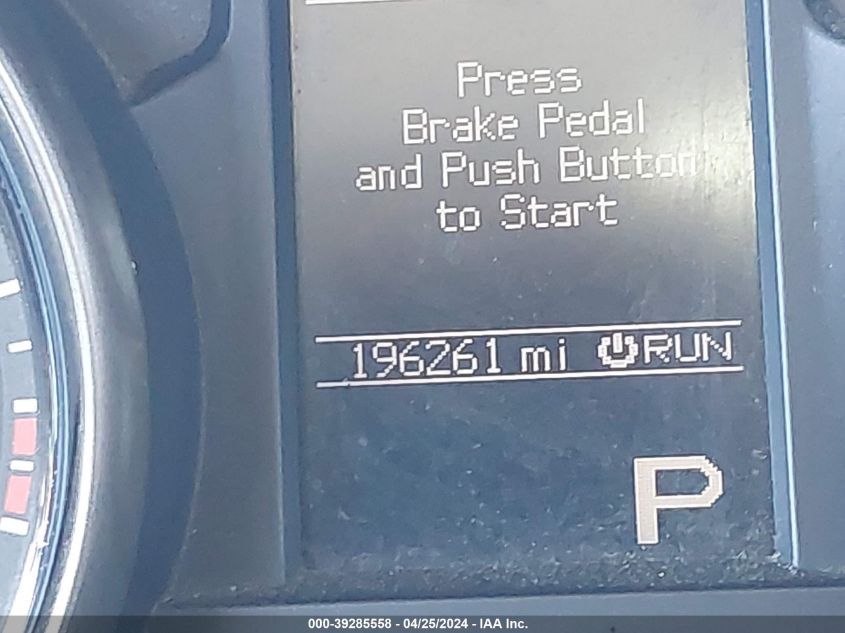 Press
Brake Pedal
and Push Button
to Start
196261 mi RUN
P
000-39285558 - 04/25/2024 - IAA Inc.